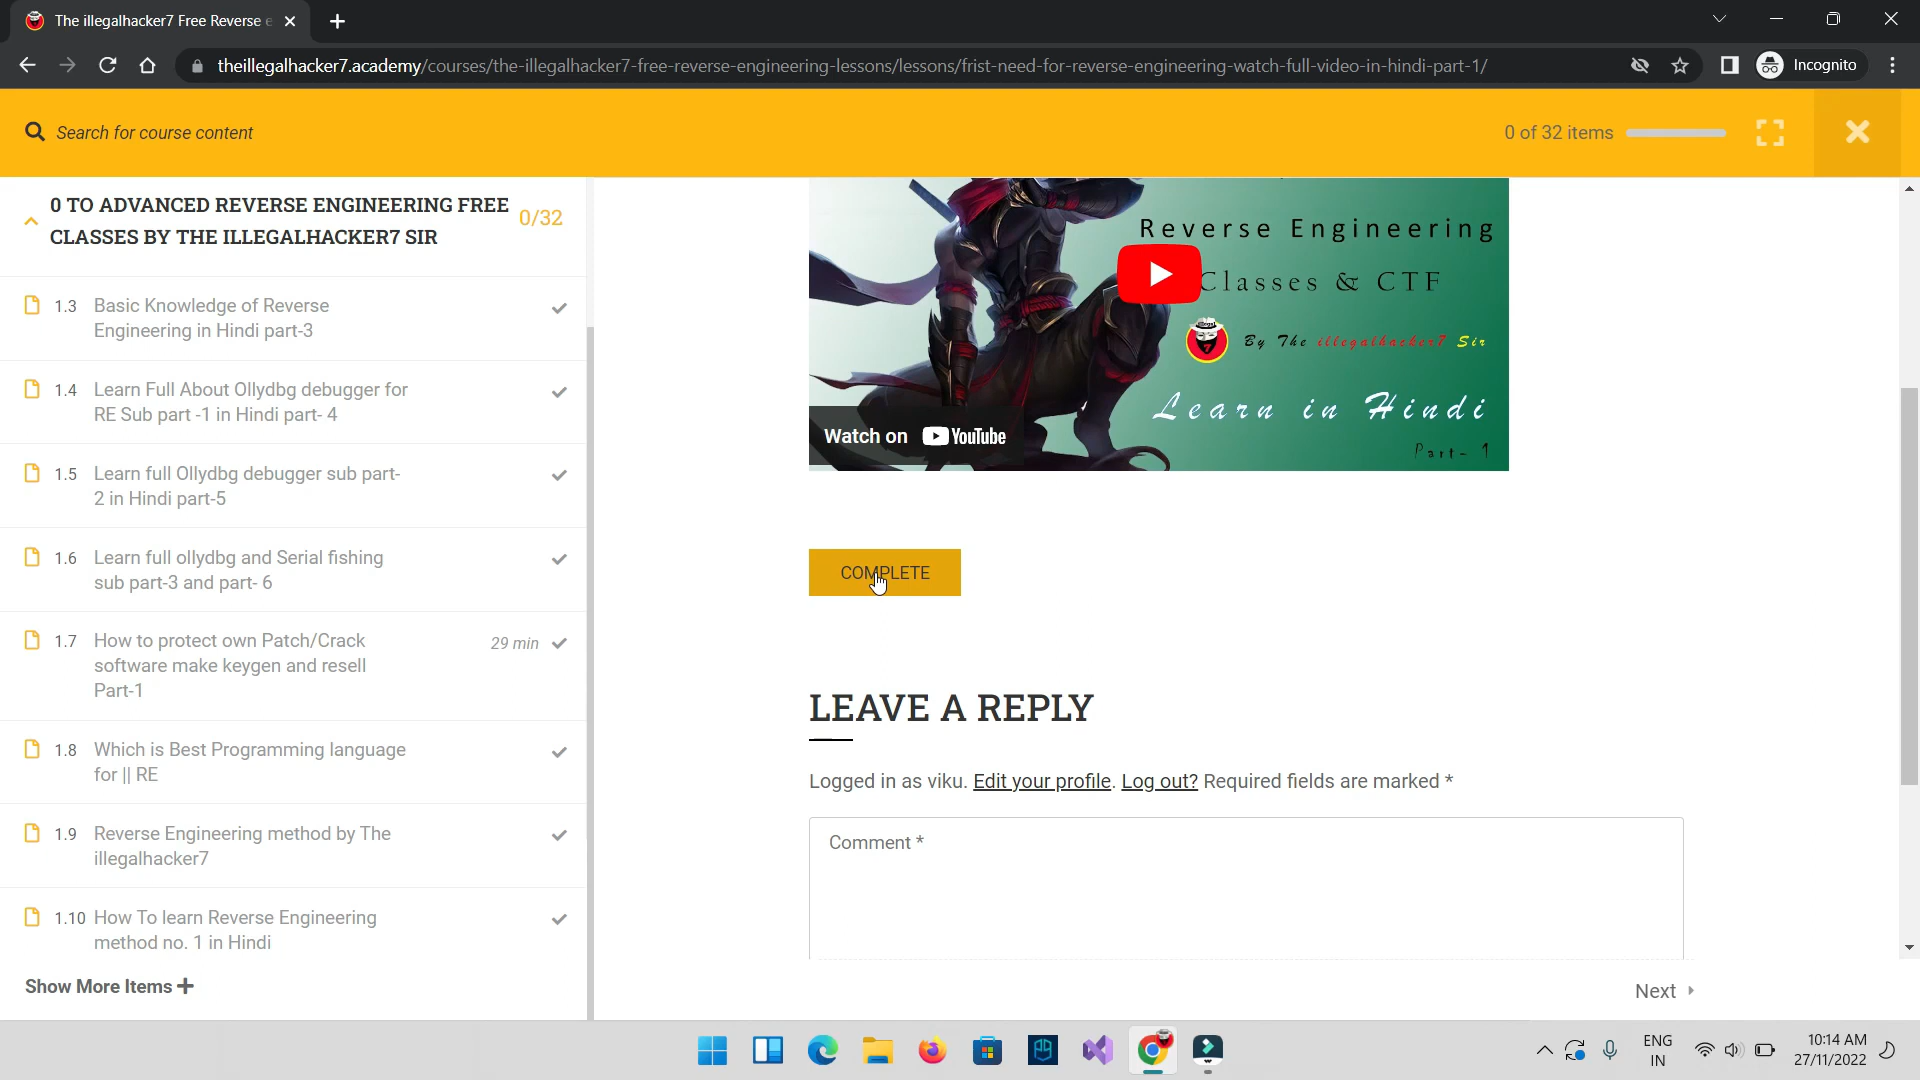 The illegalhacker7 Free Reverse e
theillegalhacker7.academy/courses/the-illegalhacker7-free-reverse-engineering-lessons/lessons/frist-need-for-reverse-engineering-watch-full-video-in-hindi-part-1/
Incognito
Search for course content
0 of 32 items
0 TO ADVANCED REVERSE ENGINEERING FREE
CLASSES BY THE ILLEGALHACKER7 SIR
0/32
1.3 Basic Knowledge of Reverse
Engineering in Hindi part-3
1.4 Learn Full About Ollydbg debugger for
RE Sub part -1 in Hindi part- 4
1.5 Learn full Ollydbg debugger sub part-
2 in Hindi part-5
1.6 Learn full ollydbg and Serial fishing
sub part-3 and part- 6
1.7 How to protect own Patch/Crack
software make keygen and resell
Part-1
29 min
1.8 Which is Best Programming language
for || RE
1.9 Reverse Engineering method by The
illegalhacker7
1.10 How To learn Reverse Engineering
method no. 1 in Hindi
Show More Items
Reverse Engineering
Classes & CTF
By The illegalhacker7 Sir
Learn in Hindi
Part- 1
Watch on YouTube
COMPLETE
LEAVE A REPLY
Logged in as viku. Edit your profile. Log out? Required fields are marked *
Comment *
Next
ENG
IN
10:14 AM
27/11/2022